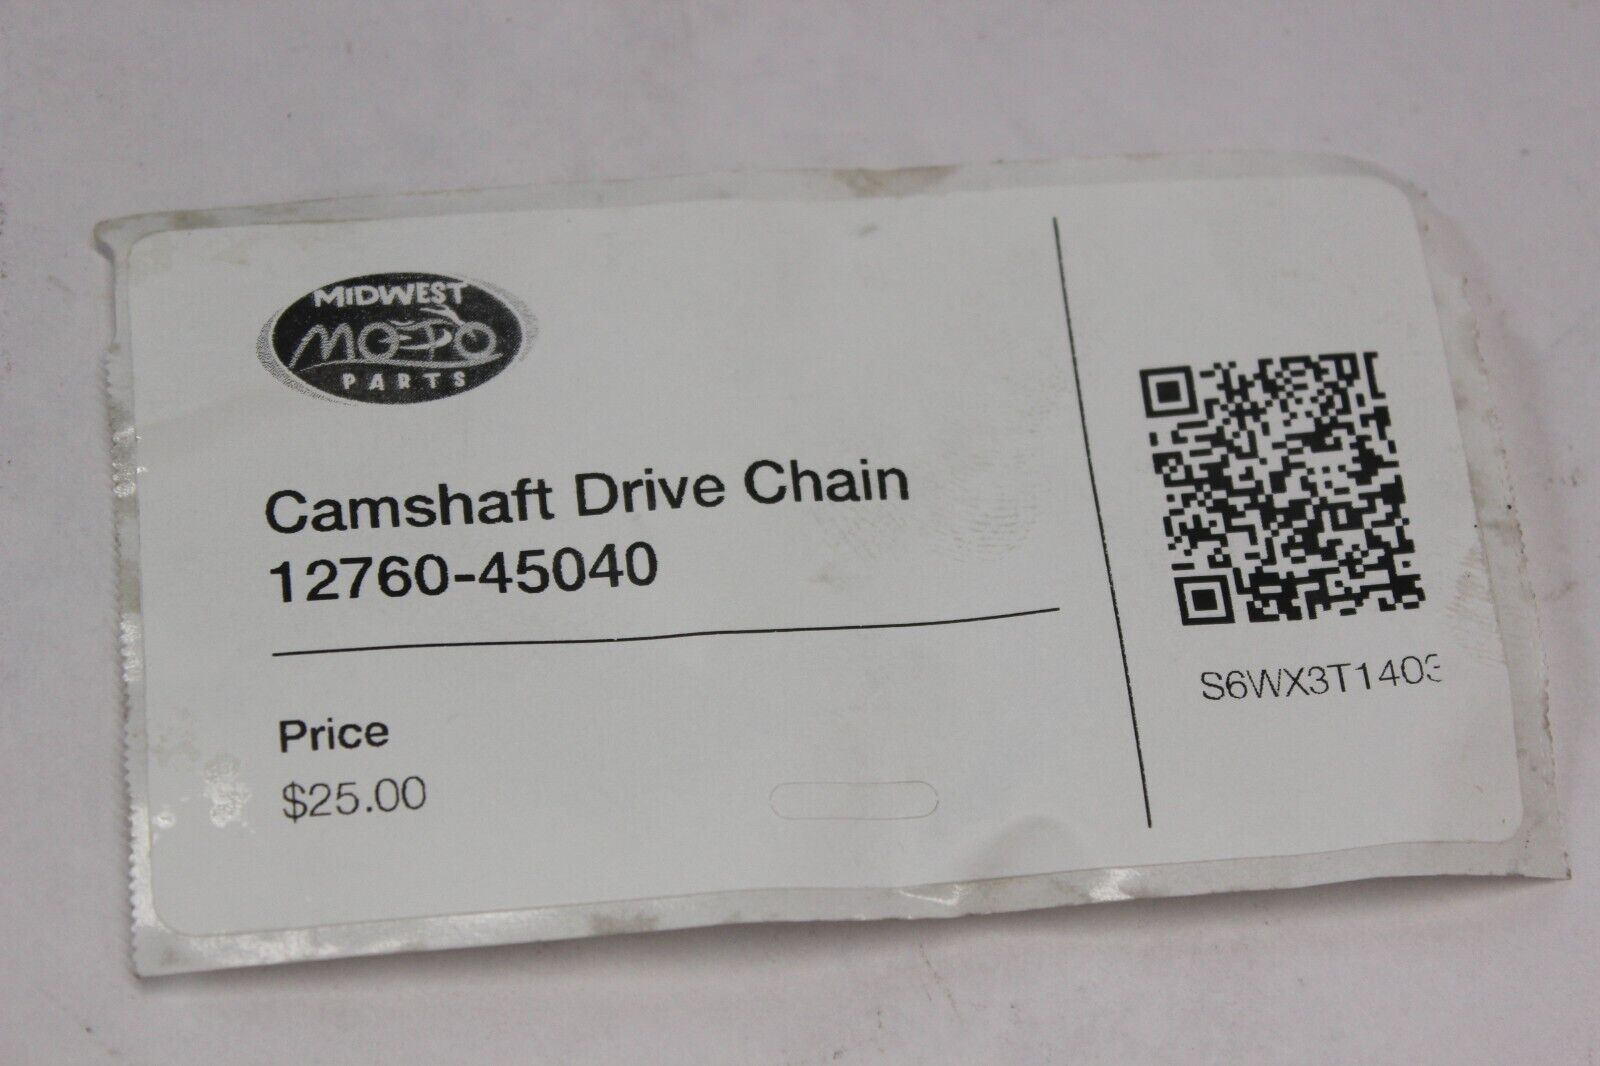 MIDWEST
MOTO
PARTS
Camshaft Drive Chain
12760-45040
Price
$25.00
S6WX3T1403